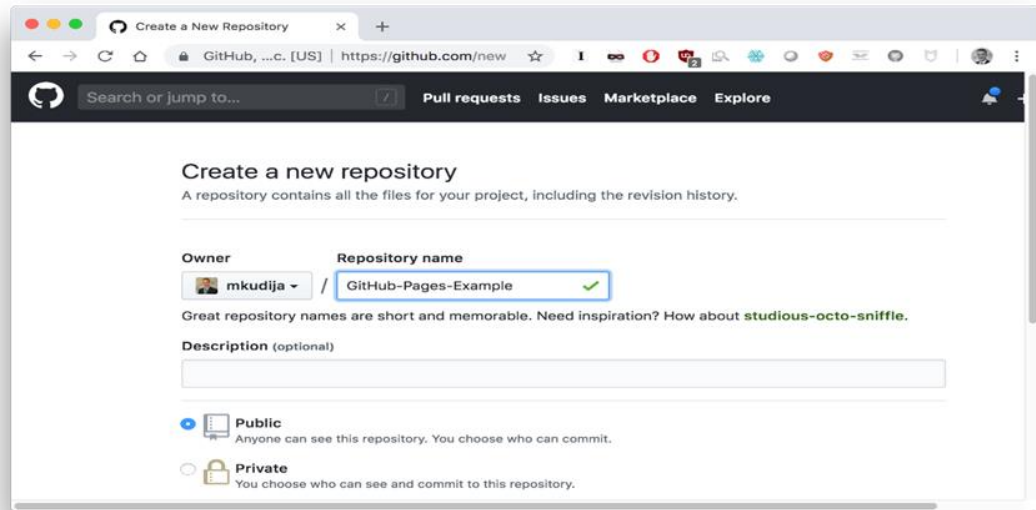 Create a New Repository
GitHub, ...c. [US] | https://github.com/new
2
Search or jump to... /
Pull requests Issues Marketplace Explore
Create a new repository
A repository contains all the files for your project, including the revision history.
Owner Repository name
mkudija / GitHub-Pages-Example
Great repository names are short and memorable. Need inspiration? How about studious-octo-sniffle.
Description (optional)
Public
Anyone can see this repository. You choose who can commit.
Private
You choose who can see and commit to this repository.